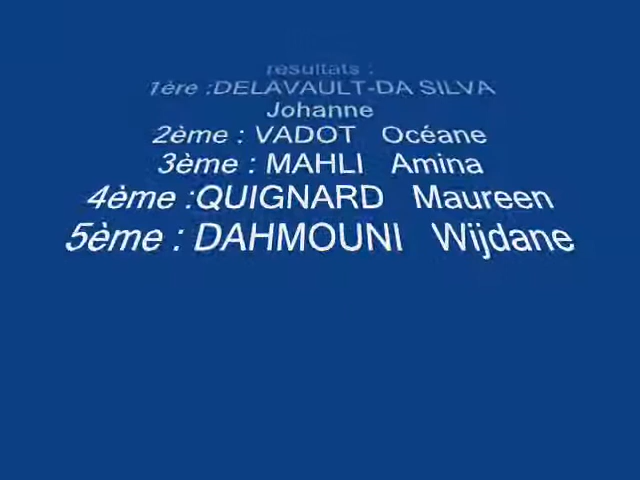 resultats :
1ère :DELAVAULT-DA SILVA
Johanne
2ème : VADOT Océane
3ème : MAHLI Amina
4ème :QUIGNARD Maureen
5ème : DAHMOUNI Wijdane